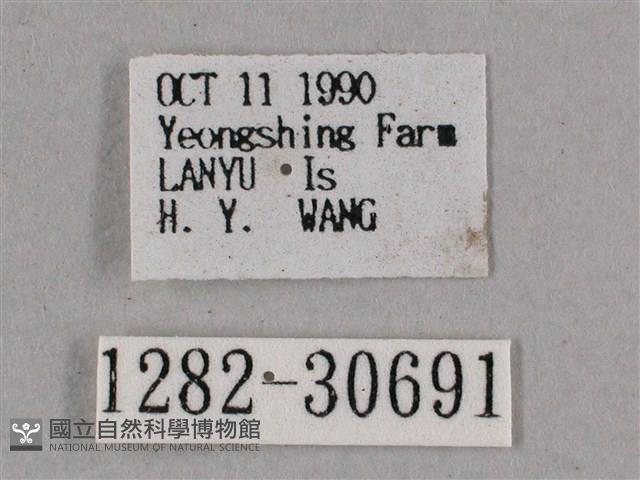 OCT 11 1990
Yeongshing Farm
LANYU Is
H. Y. WANG
1282-30691
國立自然科學博物館
NATIONAL MUSEUM OF NATURAL SCIENCE